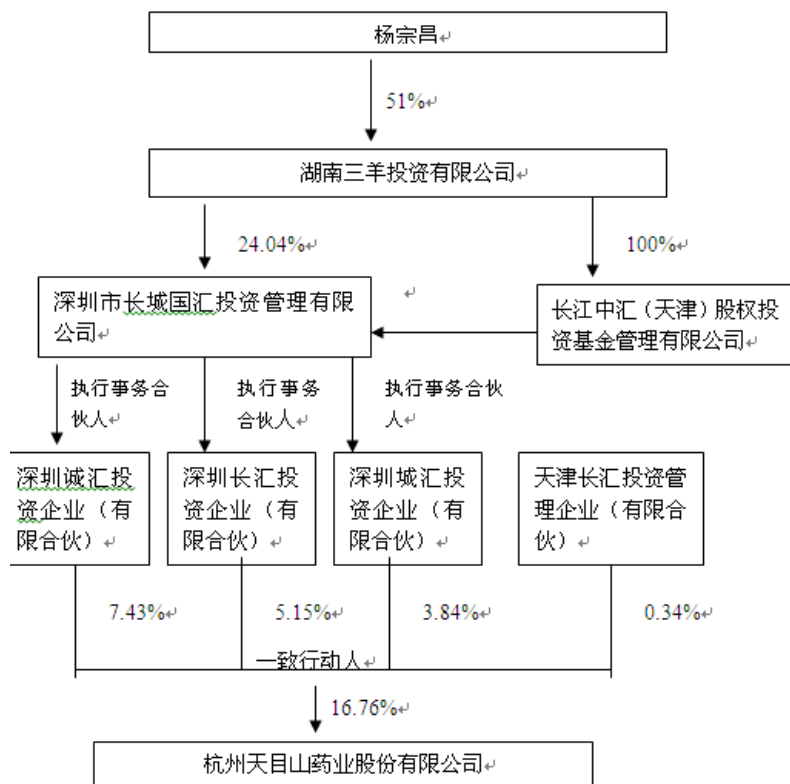 杨宗昌
51%
湖南三羊投资有限公司
24.04%
100%
深圳市长城国汇投资管理有限
公司
长江中汇（天津）股权投
资基金管理有限公司
执行事务合
伙人
执行事务
合伙人
执行事务合伙
人
深圳诚汇投
资企业（有
限合伙）
深圳长汇投
资企业（有
限合伙）
深圳城汇投
资企业（有
限合伙）
天津长汇投资管
理企业（有限合
伙）
7.43%
5.15%
3.84%
0.34%
一致行动人
16.76%
杭州天目山药业股份有限公司